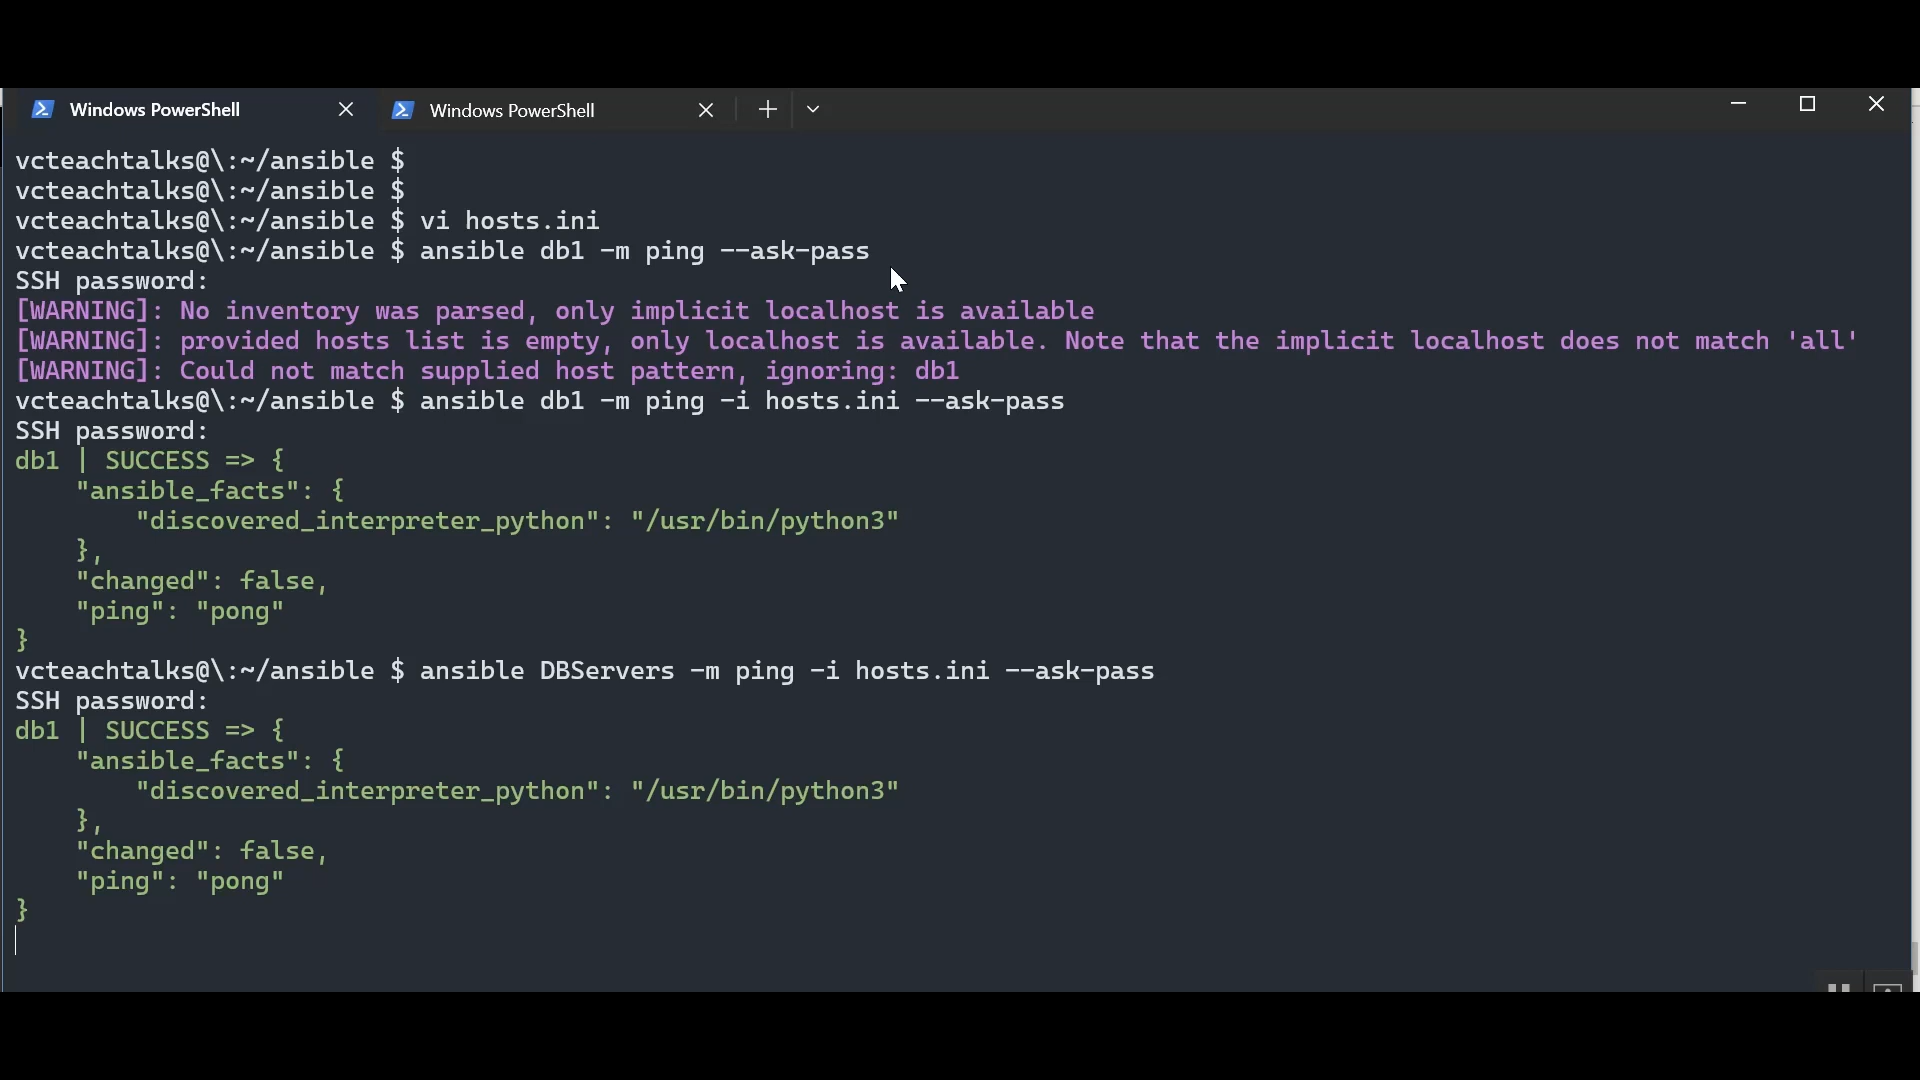 Windows PowerShell
Windows PowerShell
vcteachtalks@\:~/ansible $
vcteachtalks@\:~/ansible $
vcteachtalks@\:~/ansible $ vi hosts.ini
vcteachtalks@\:~/ansible $ ansible db1 -m ping --ask-pass
SSH password:
[WARNING]: No inventory was parsed, only implicit localhost is available
[WARNING]: provided hosts list is empty, only localhost is available. Note that the implicit localhost does not match 'all'
[WARNING]: Could not match supplied host pattern, ignoring: db1
vcteachtalks@\:~/ansible $ ansible db1 -m ping -i hosts.ini --ask-pass
SSH password:
db1 | SUCCESS => {
    "ansible_facts": {
        "discovered_interpreter_python": "/usr/bin/python3"
    },
    "changed": false,
    "ping": "pong"
}
vcteachtalks@\:~/ansible $ ansible DBServers -m ping -i hosts.ini --ask-pass
SSH password:
db1 | SUCCESS => {
    "ansible_facts": {
        "discovered_interpreter_python": "/usr/bin/python3"
    },
    "changed": false,
    "ping": "pong"
}